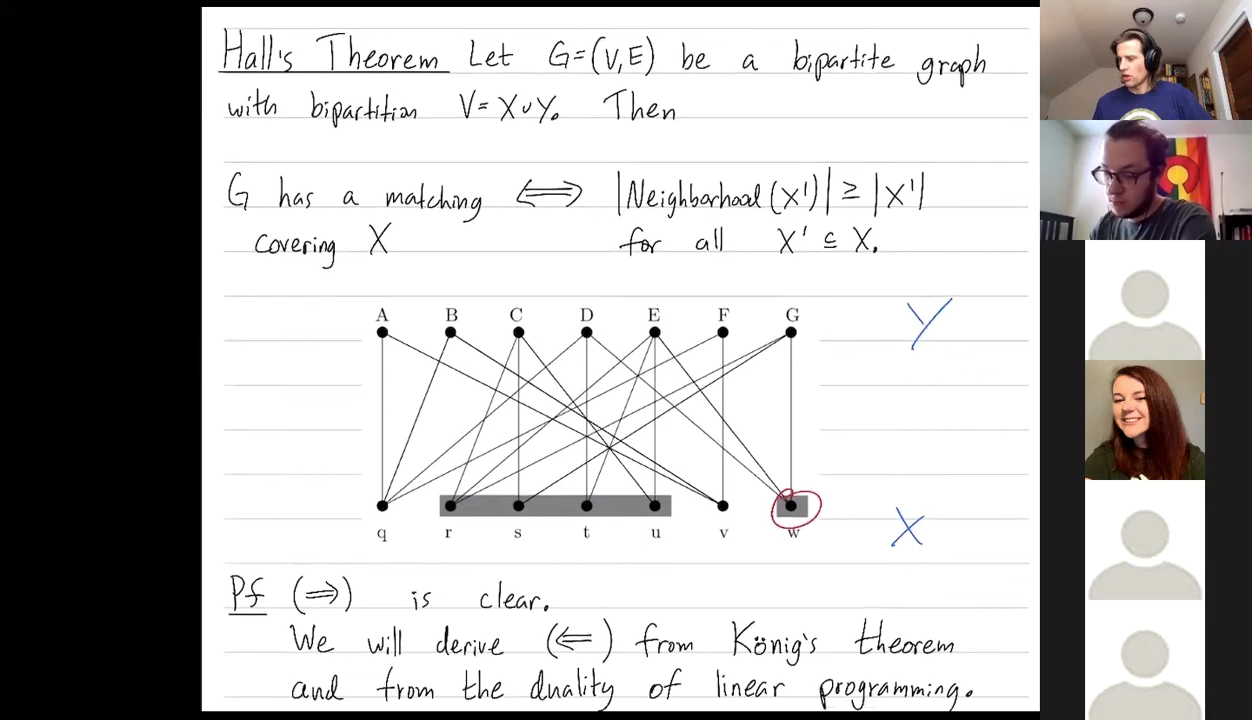 Hall's Theorem Let G=(V,E) be a bipartite graph
with bipartition V= X∪Y. Then
G has a matching ⟺ |Neighborhood(X')| ≥ |X'|
covering X for all X' ⊆ X.
A B C D E F G
Y
q r s t u v w
X
Pf (⇒) is clear.
We will derive (⇐) from König's theorem
and from the duality of linear programming.